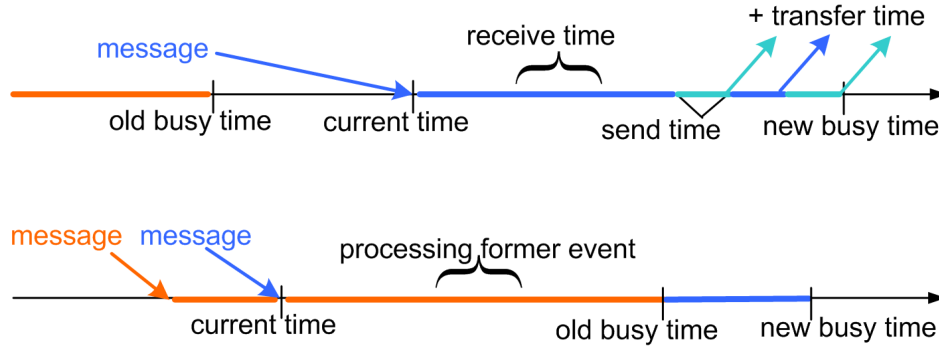 + transfer time
message
receive time
old busy time
current time
send time
new busy time
message
message
processing former event
current time
old busy time
new busy time